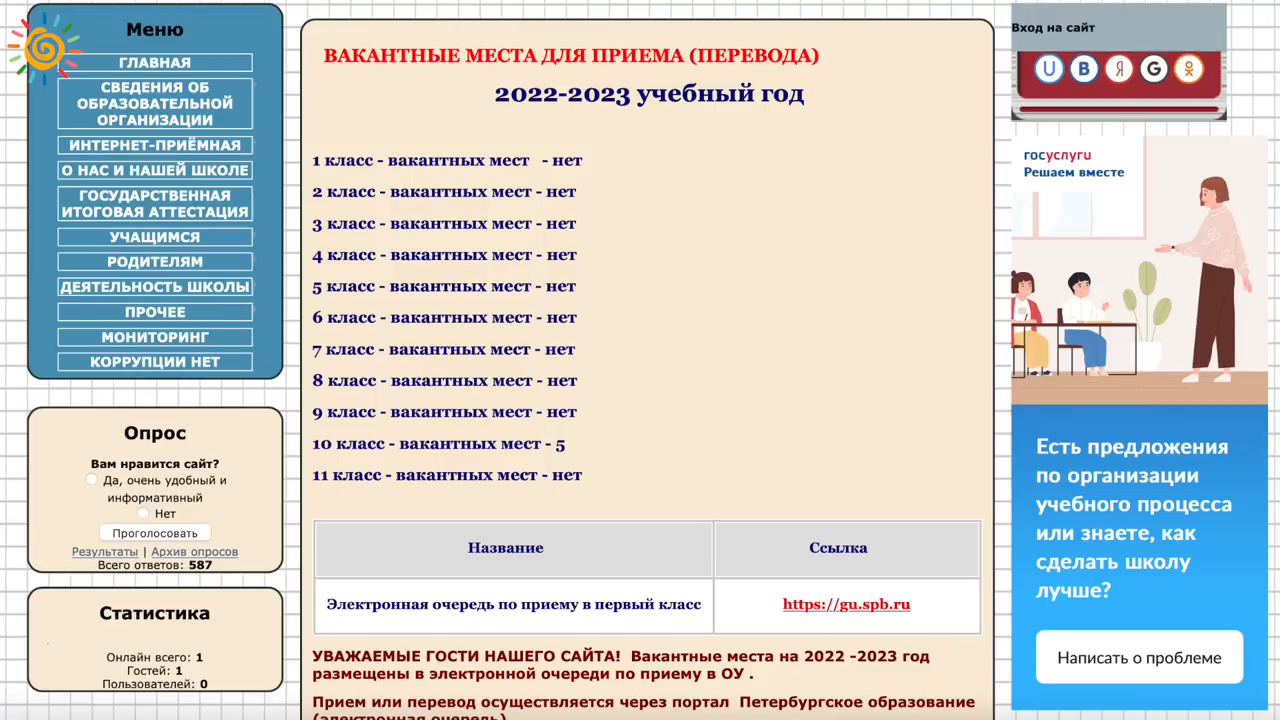 Меню
ГЛАВНАЯ
СВЕДЕНИЯ ОБ
ОБРАЗОВАТЕЛЬНОЙ
ОРГАНИЗАЦИИ
ИНТЕРНЕТ-ПРИЁМНАЯ
О НАС И НАШЕЙ ШКОЛЕ
ГОСУДАРСТВЕННАЯ
ИТОГОВАЯ АТТЕСТАЦИЯ
УЧАЩИМСЯ
РОДИТЕЛЯМ
ДЕЯТЕЛЬНОСТЬ ШКОЛЫ
ПРОЧЕЕ
МОНИТОРИНГ
КОРРУПЦИИ НЕТ
Опрос
Вам нравится сайт?
Да, очень удобный и
информативный
Нет
Проголосовать
Результаты | Архив опросов
Всего ответов: 587
Статистика
Онлайн всего: 1
Гостей: 1
Пользователей: 0
ВАКАНТНЫЕ МЕСТА ДЛЯ ПРИЕМА (ПЕРЕВОДА)
2022-2023 учебный год
1 класс - вакантных мест - нет
2 класс - вакантных мест - нет
3 класс - вакантных мест - нет
4 класс - вакантных мест - нет
5 класс - вакантных мест - нет
6 класс - вакантных мест - нет
7 класс - вакантных мест - нет
8 класс - вакантных мест - нет
9 класс - вакантных мест - нет
10 класс - вакантных мест - 5
11 класс - вакантных мест - нет
Название Ссылка
Электронная очередь по приему в первый класс https://gu.spb.ru
УВАЖАЕМЫЕ ГОСТИ НАШЕГО САЙТА! Вакантные места на 2022 –2023 год
размещены в электронной очереди по приему в ОУ .
Прием или перевод осуществляется через портал Петербургское образование
(электронная очередь)
Вход на сайт
U В Я G
госуслуги
Решаем вместе
Есть предложения
по организации
учебного процесса
или знаете, как
сделать школу
лучше?
Написать о проблеме